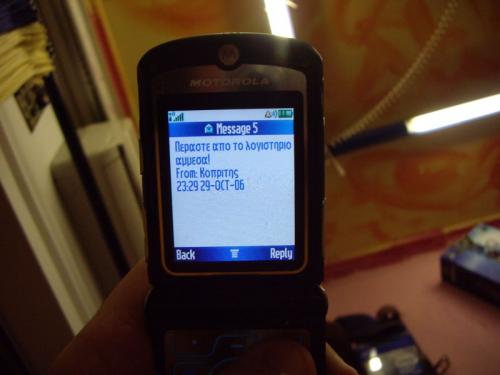 MOTOROLA
Message 5
Περαστε απο το λογιστηριο
αμμεσα!
From: Κοπριτης
23:29 29-OCT-06
Back Reply